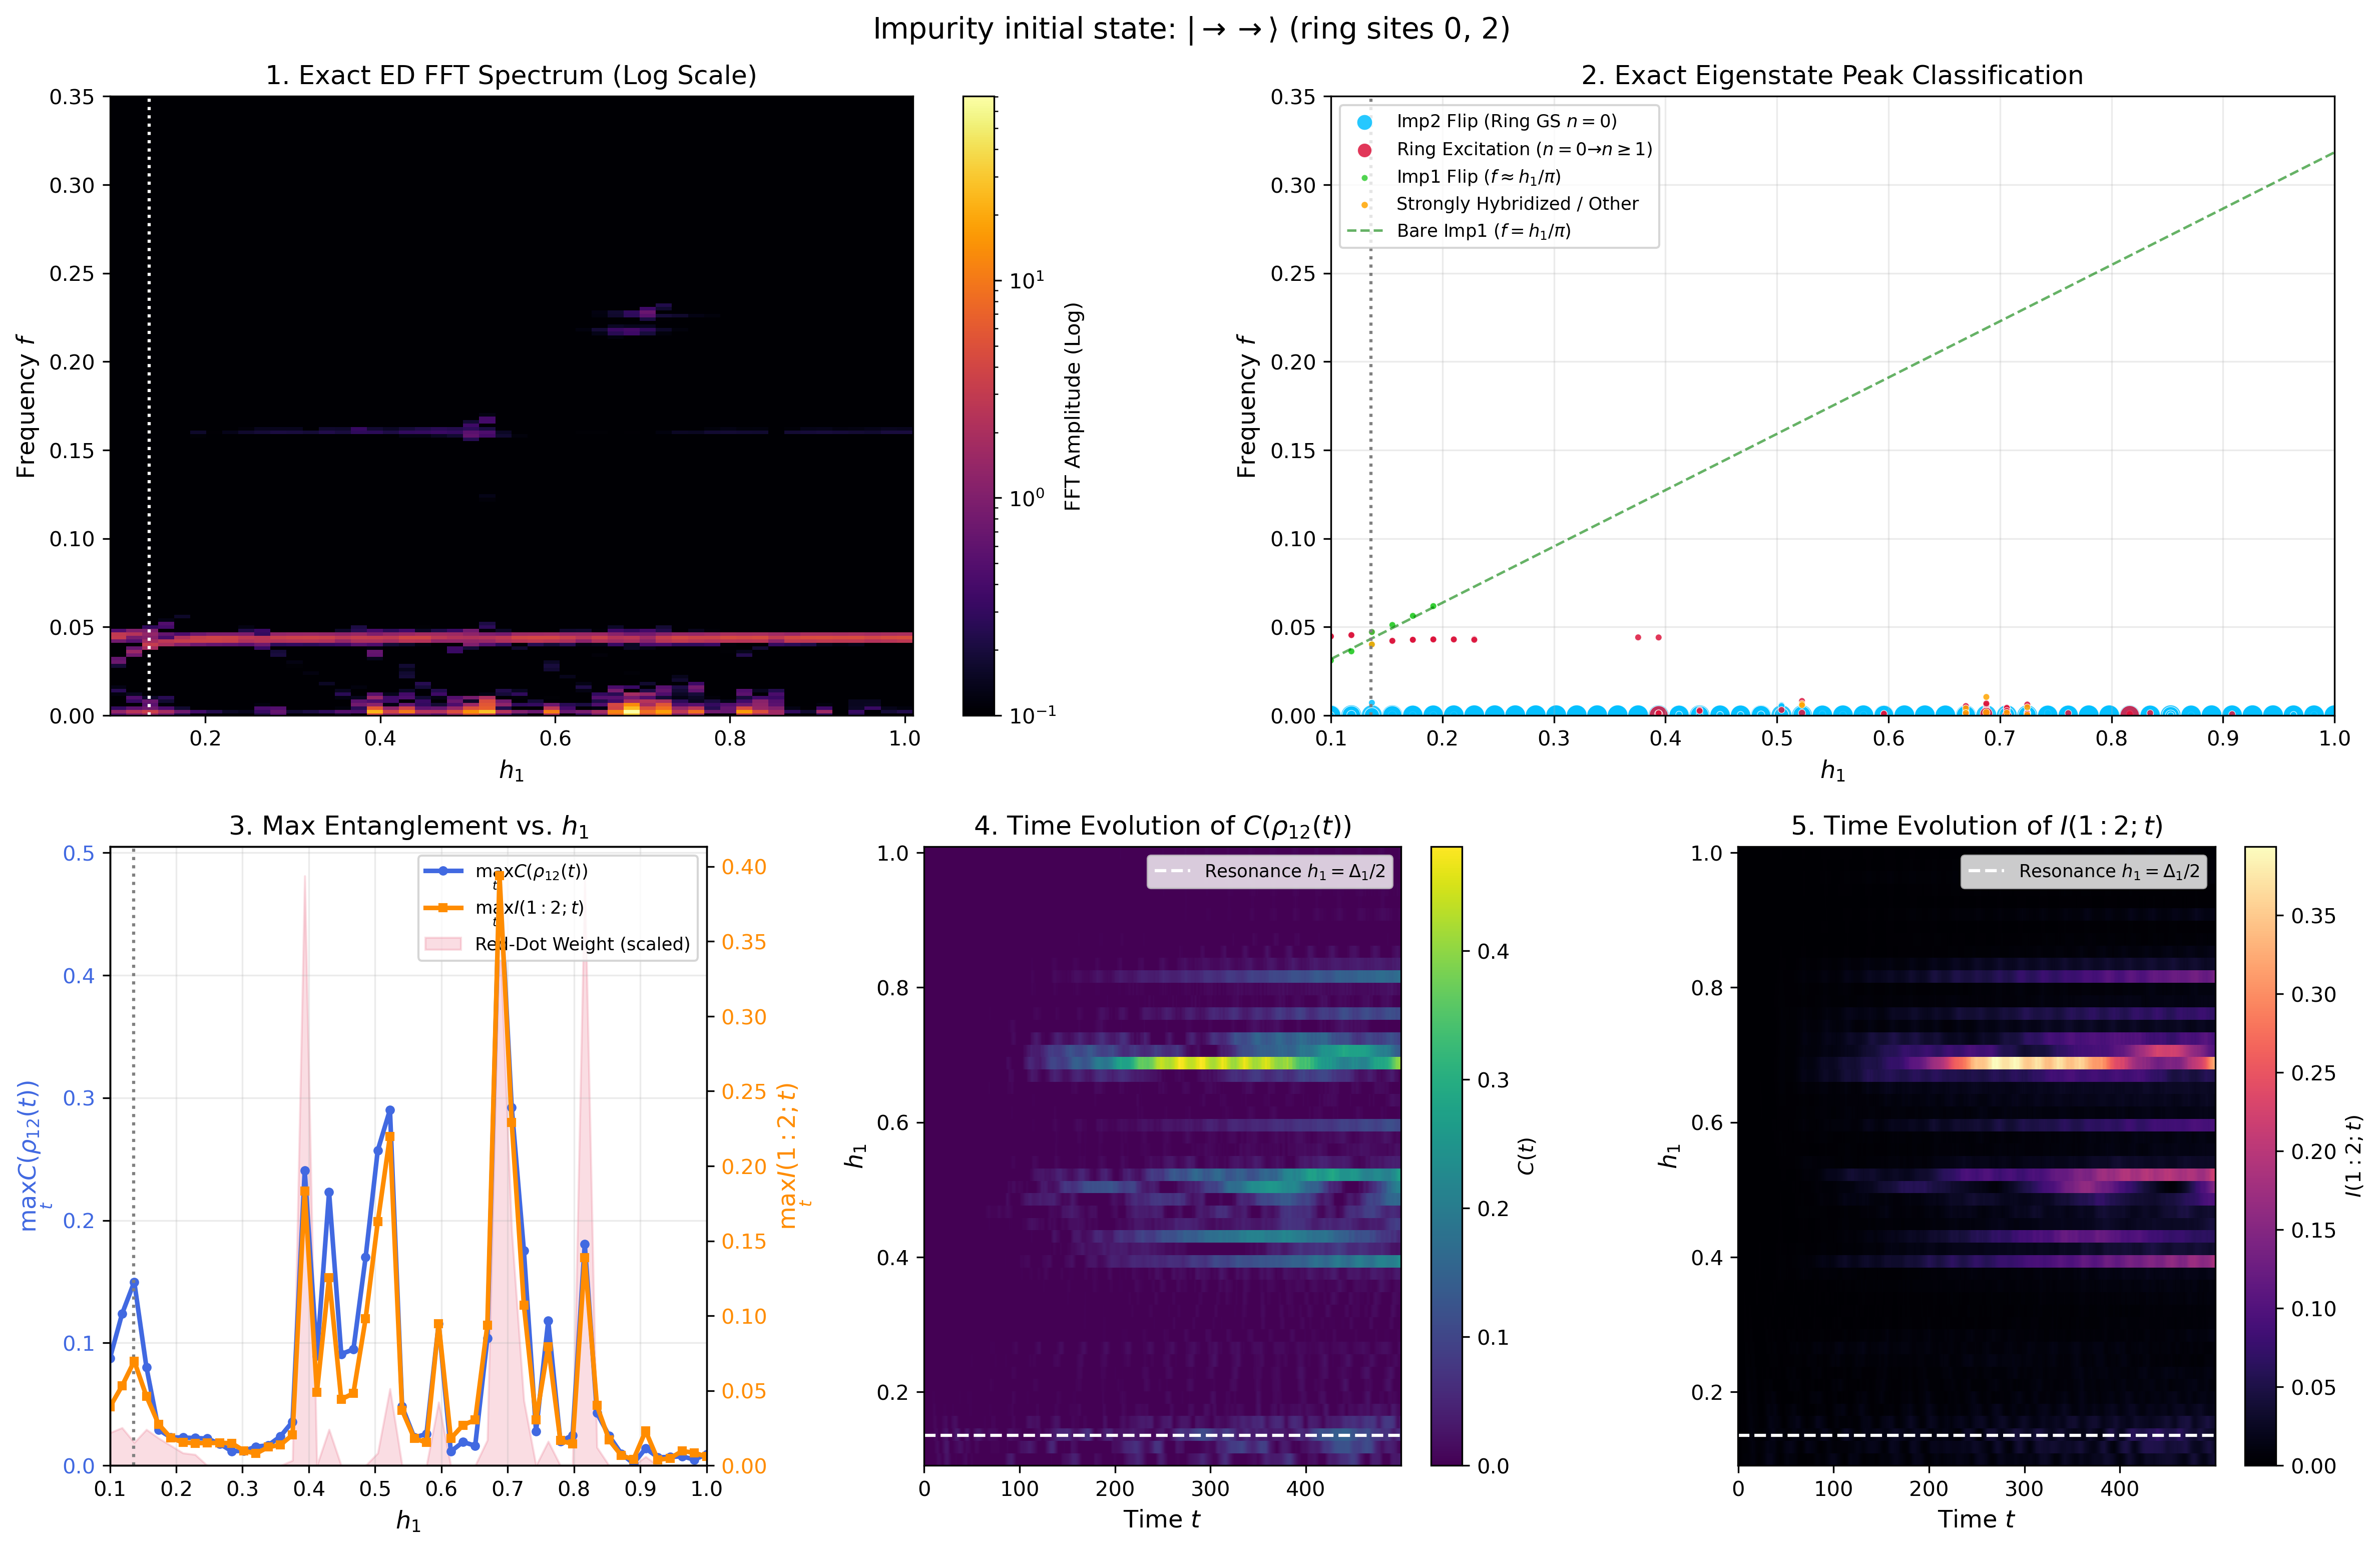 Impurity initial state: |→→⟩ (ring sites 0, 2)
1. Exact ED FFT Spectrum (Log Scale)
Frequency f
0.35
0.30
0.25
0.20
0.15
0.10
0.05
0.00
0.2 0.4 0.6 0.8 1.0
h₁
10¹
10⁰
10⁻¹
FFT Amplitude (Log)
2. Exact Eigenstate Peak Classification
Frequency f
0.35
0.30
0.25
0.20
0.15
0.10
0.05
0.00
Imp2 Flip (Ring GS n = 0)
Ring Excitation (n = 0→n ≥ 1)
Imp1 Flip (f ≈ h₁/π)
Strongly Hybridized / Other
Bare Imp1 (f = h₁/π)
0.1 0.2 0.3 0.4 0.5 0.6 0.7 0.8 0.9 1.0
h₁
3. Max Entanglement vs. h₁
max C(ρ₁₂(t))
t
0.5
0.4
0.3
0.2
0.1
0.0
max C(ρ₁₂(t))
t
max I(1 : 2; t)
t
Red-Dot Weight (scaled)
0.40
0.35
0.30
0.25
0.20
0.15
0.10
0.05
0.00
max I(1 : 2; t)
t
0.1 0.2 0.3 0.4 0.5 0.6 0.7 0.8 0.9 1.0
h₁
4. Time Evolution of C(ρ₁₂(t))
Resonance h₁ = Δ₁/2
h₁
1.0
0.8
0.6
0.4
0.2
0 100 200 300 400
Time t
0.4
0.3
0.2
0.1
0.0
C(t)
5. Time Evolution of I(1 : 2; t)
Resonance h₁ = Δ₁/2
h₁
1.0
0.8
0.6
0.4
0.2
0 100 200 300 400
Time t
0.35
0.30
0.25
0.20
0.15
0.10
0.05
0.00
I(1 : 2; t)